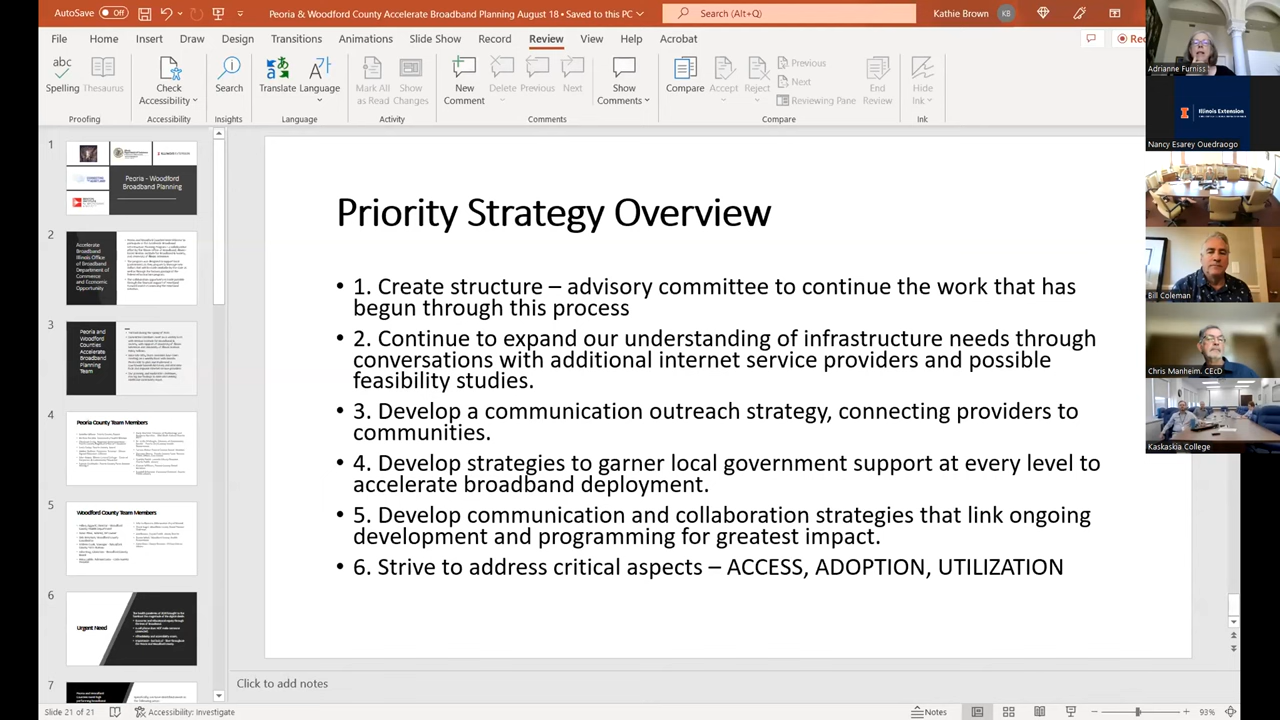 AutoSave Off Peoria & Woodford County Accelerate Broadband Planning August 18 • Saved to this PC Search (Alt+Q) Kathie Brown KB
File Home Insert Draw Design Transitions Animations Slide Show Record Review View Help Acrobat Rec
Spelling Thesaurus Check Accessibility Search Translate Language Mark All as Read Show Changes New Comment Delete Previous Next Show Comments Compare Accept Reject Previous Next Reviewing Pane End Review Hide Ink
Proofing Accessibility Insights Language Activity Comments Compare Ink
1
Peoria - Woodford
Broadband Planning
2
Accelerate
Broadband
Illinois Office
of Broadband
Department of
Commerce
and Economic
Opportunity
3
Peoria and
Woodford
Counties
Accelerate
Broadband
Planning
Team
4
Peoria County Team Members
5
Woodford County Team Members
6
Urgent Need
7
Priority Strategy Overview
• 1. Create structure – advisory committee to continue the work that has
begun through this process
• 2. Continue to expand our understanding of infrastructure needs through
conversations with additional internet service providers and possible
feasibility studies.
• 3. Develop a communication outreach strategy, connecting providers to
communities.
• 4. Develop strategies to garner local government support at every level to
accelerate broadband deployment.
• 5. Develop communication and collaboration strategies that link ongoing
development and programming for greatest impact.
• 6. Strive to address critical aspects – ACCESS, ADOPTION, UTILIZATION
Click to add notes
Slide 21 of 21 Accessibility: Investigate Notes 93%
Adrianne Furniss
Illinois Extension
Nancy Esarey Ouedraogo
Bill Coleman
Chris Manheim. CEcD
Kaskaskia College